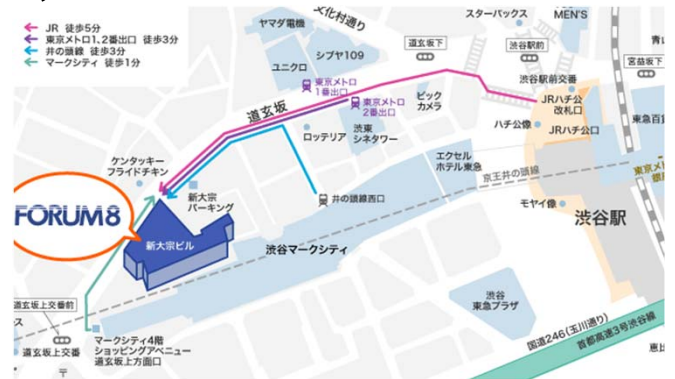 JR 徒歩5分
東京メトロ1、2番出口 徒歩3分
井の頭線 徒歩3分
マークシティ 徒歩1分
ヤマダ電機
文化村通り
スターバックス
MEN'S
道玄坂下
渋谷駅前
青山
シブヤ109
ユニクロ
宮益坂下
東京メトロ
1番出口
東京メトロ
2番出口
ビック
カメラ
渋谷駅前交番
JRハチ公
改札口
道玄坂
ロッテリア
渋東
シネタワー
ハチ公像
JRハチ公口
東急百貨
ケンタッキー
フライドチキン
エクセル
ホテル東急
京王井の頭線
東京メトロ
銀座
新大宗
パーキング
井の頭線西口
モヤイ像
渋谷駅
FORUM8
新大宗ビル
渋谷マークシティ
渋谷
東急プラザ
道玄坂上交番前
ス
道玄坂上交番
マークシティ4階
ショッピングアベニュー
道玄坂上方面口
国道246(玉川通り)
首都高速3号渋谷線
恵比